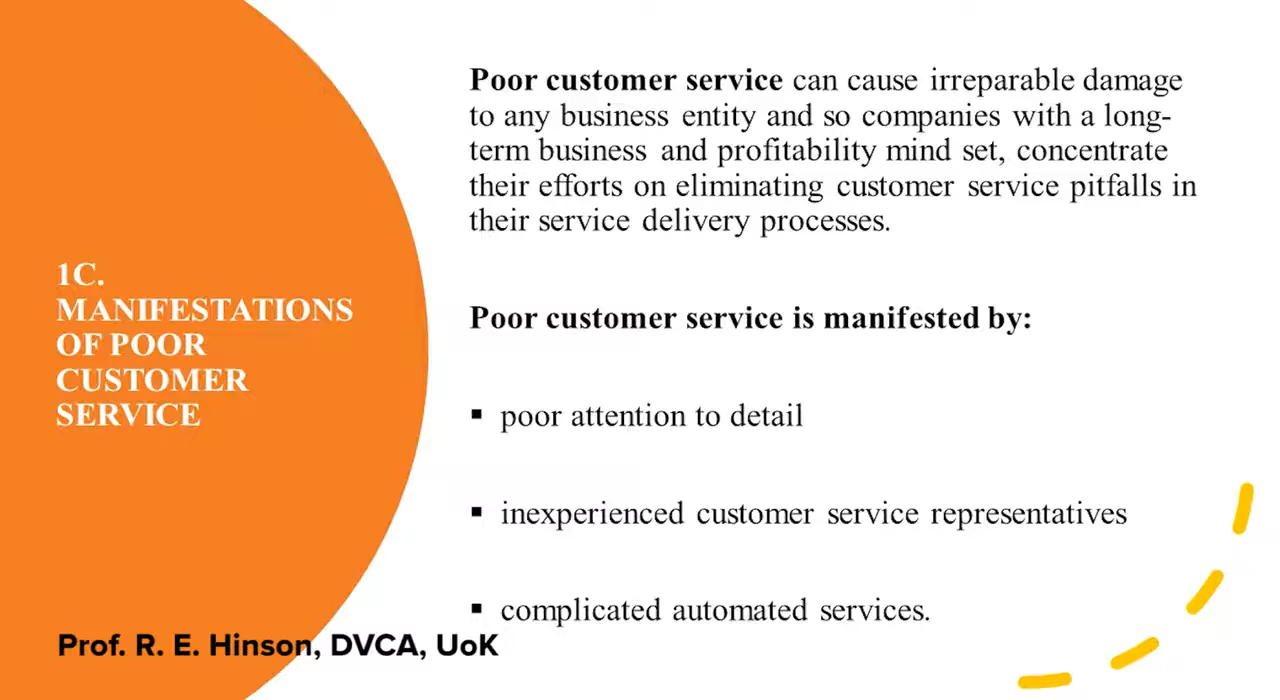 1C.
MANIFESTATIONS
OF POOR
CUSTOMER
SERVICE
Poor customer service can cause irreparable damage
to any business entity and so companies with a long-
term business and profitability mind set, concentrate
their efforts on eliminating customer service pitfalls in
their service delivery processes.
Poor customer service is manifested by:
▪ poor attention to detail
▪ inexperienced customer service representatives
▪ complicated automated services.
Prof. R. E. Hinson, DVCA, UoK